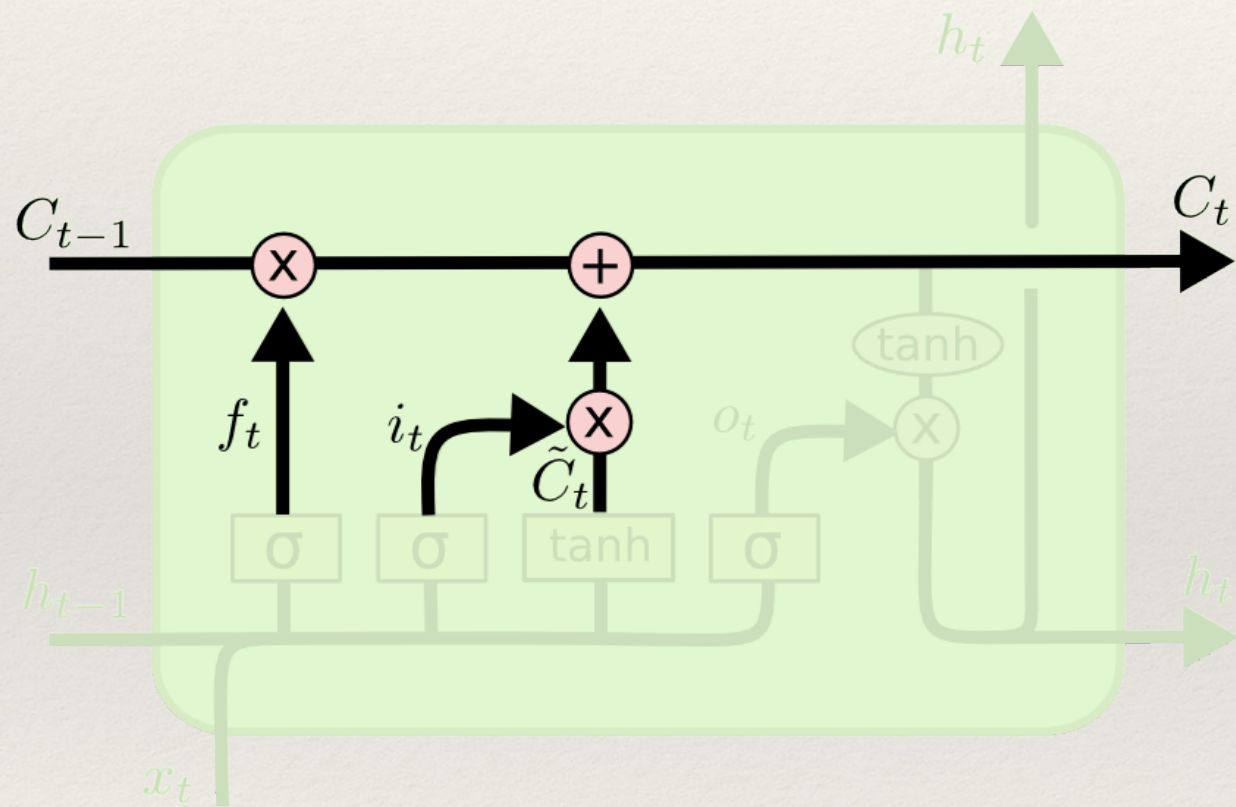 h_t
C_{t-1}
C_t
x
+
tanh
f_t
i_t
x
o_t
x
C̃_t
σ
σ
tanh
σ
h_{t-1}
h_t
x_t